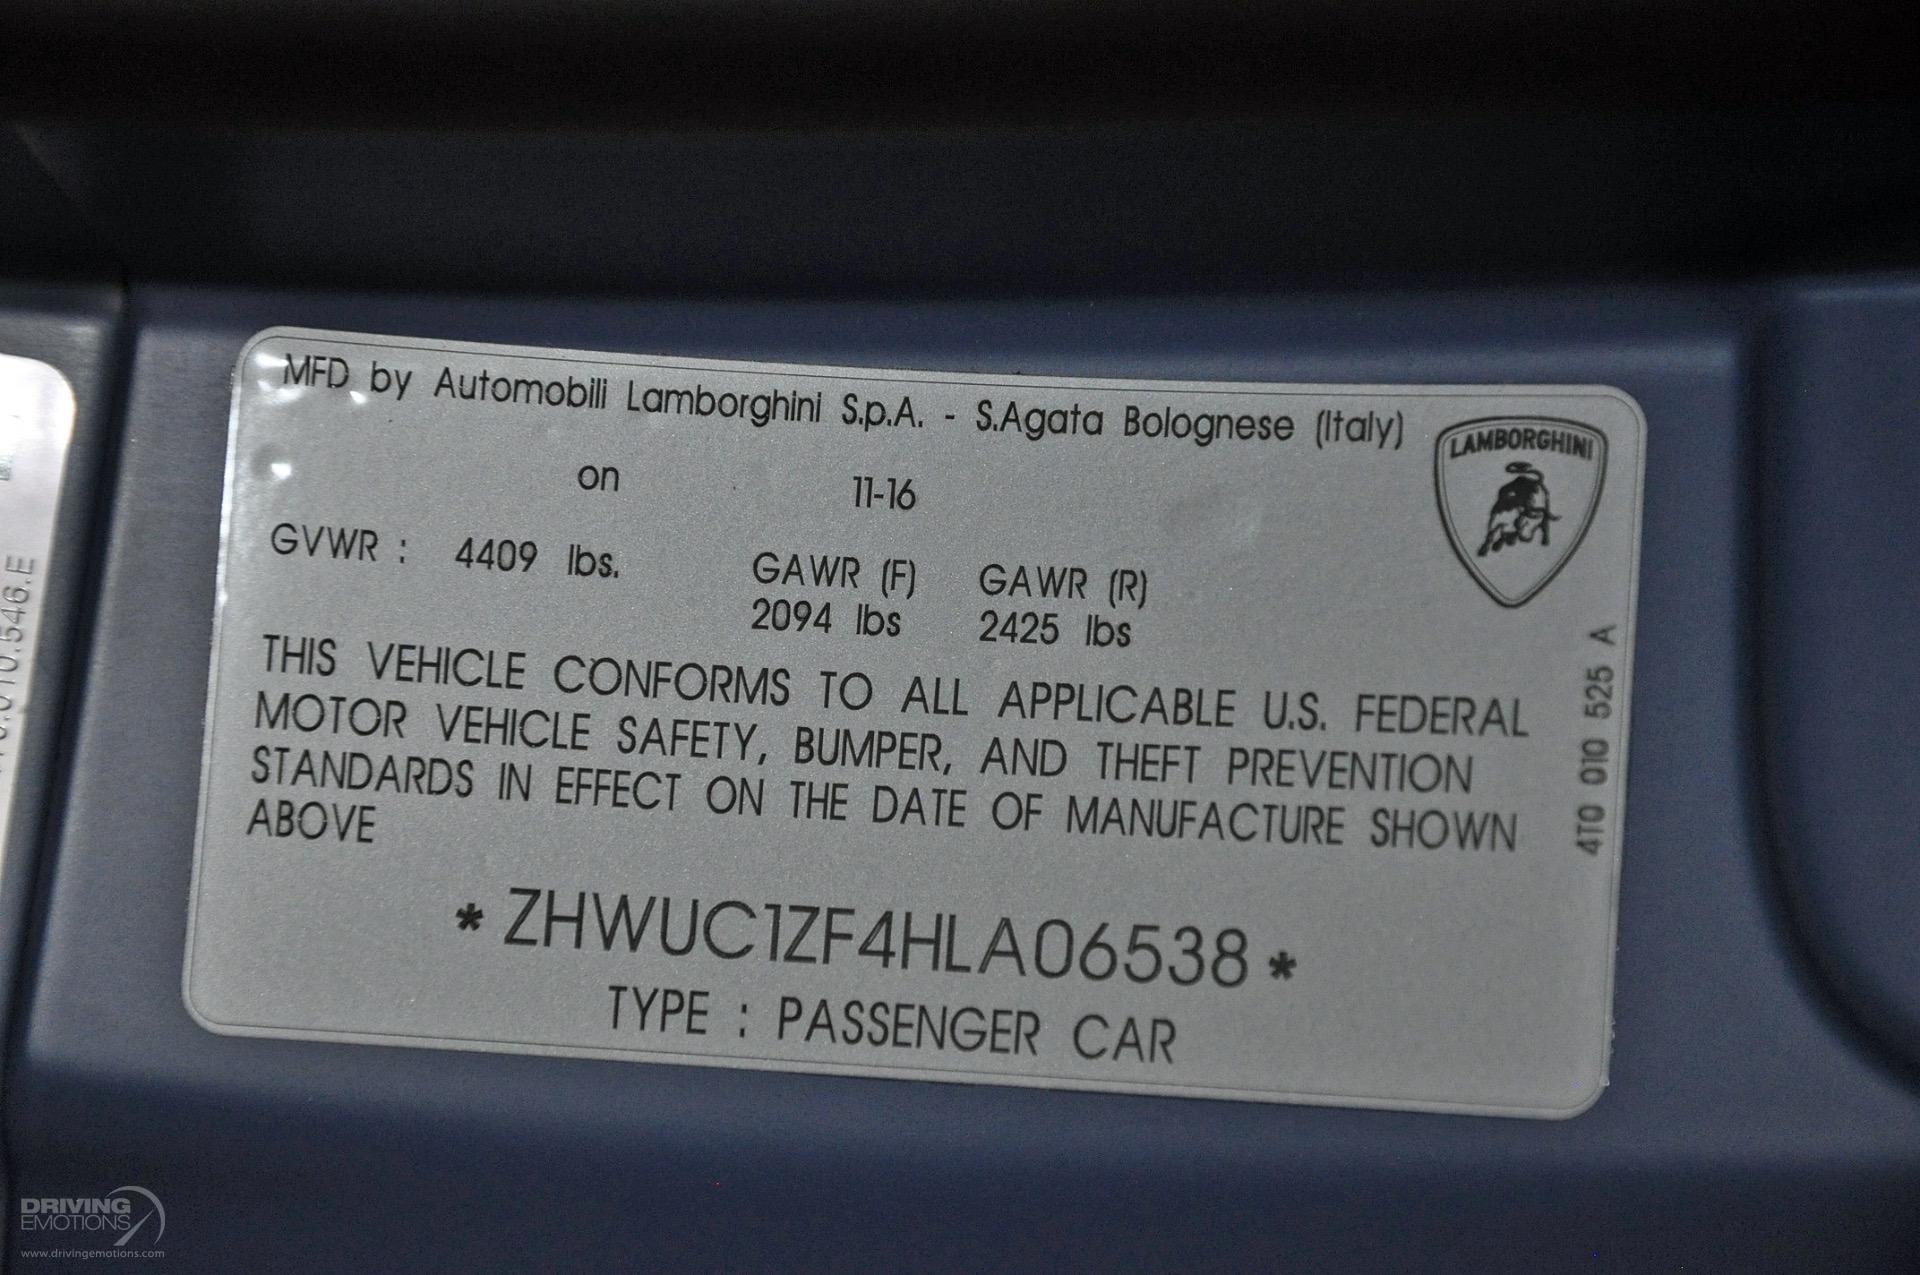 MFD by Automobili Lamborghini S.p.A. - S.Agata Bolognese (Italy)
on 11-16
GVWR : 4409 lbs. GAWR (F) GAWR (R)
2094 lbs 2425 lbs
THIS VEHICLE CONFORMS TO ALL APPLICABLE U.S. FEDERAL
MOTOR VEHICLE SAFETY, BUMPER, AND THEFT PREVENTION
STANDARDS IN EFFECT ON THE DATE OF MANUFACTURE SHOWN
ABOVE
* ZHWUC1ZF4HLA06538 *
TYPE : PASSENGER CAR
LAMBORGHINI
4T0 010 525 A
DRIVING
EMOTIONS
www.drivingemotions.com